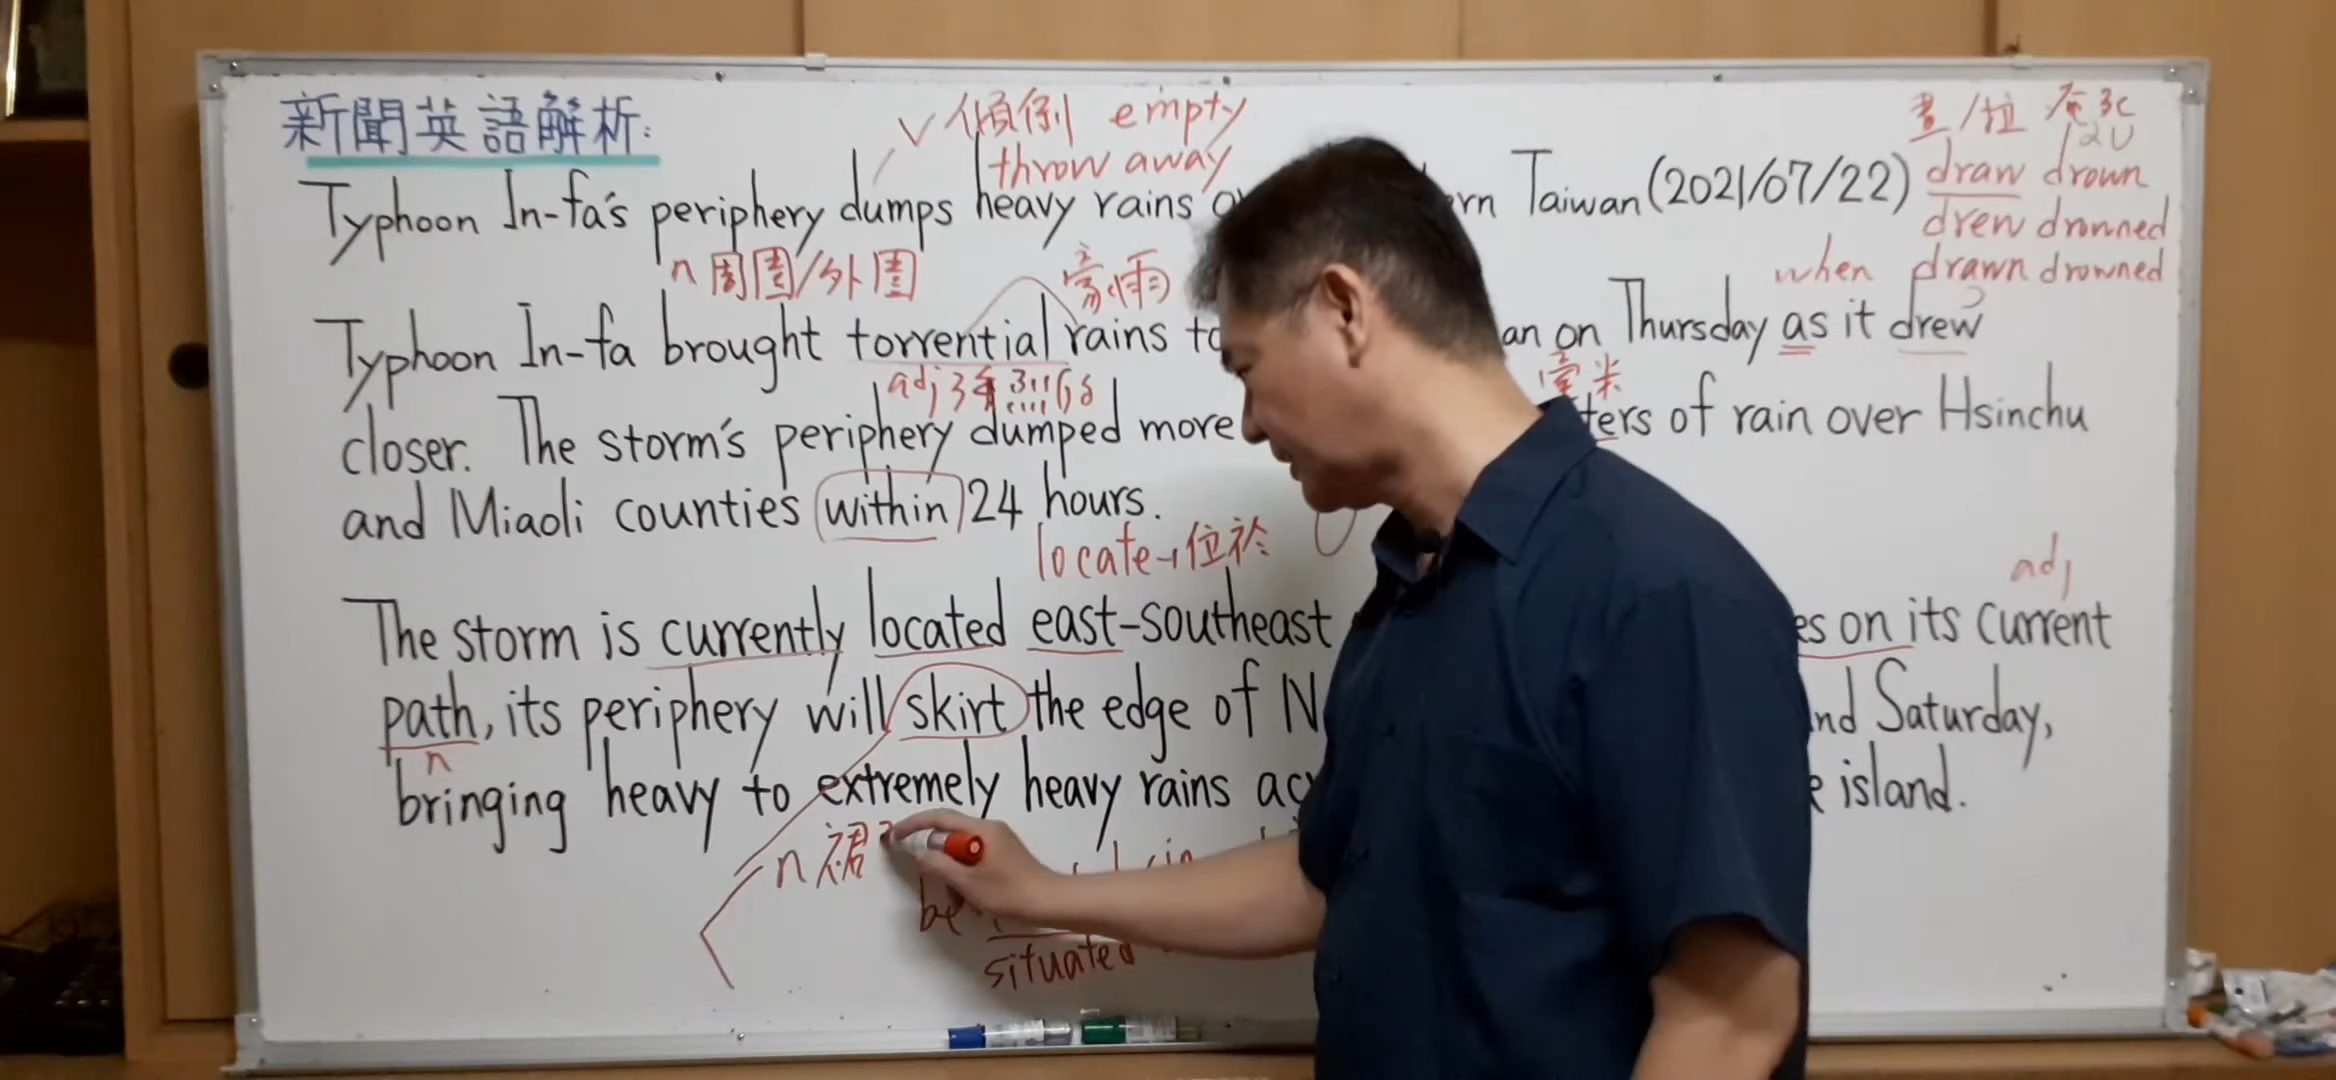 新聞英語解析:
v 傾倒 empty
throw away
畫/拉
Typhoon In-fa's periphery dumps heavy rains rn Taiwan (2021/07/22) draw drown
drew drowned
n 周圍/外圍 豪雨 when drawn drowned
Typhoon In-fa brought torrential rains to an on Thursday as it drew
adj 毫米
closer. The storm's periphery dumped more ters of rain over Hsinchu
and Miaoli counties within 24 hours.
locate 位於
adj
The storm is currently located east-southeast es on its current
path, its periphery will skirt the edge of N nd Saturday,
n
bringing heavy to extremely heavy rains ac e island.
n 裙
be
situated